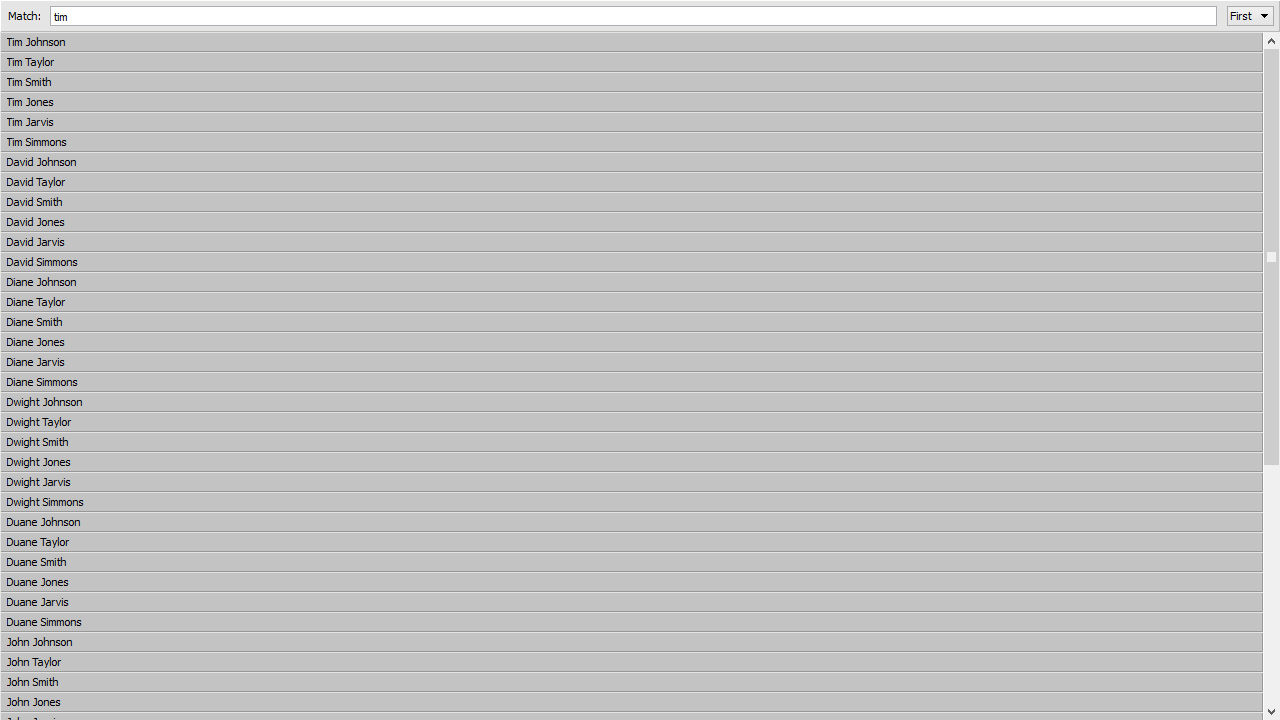 Match: tim First
Tim Johnson
Tim Taylor
Tim Smith
Tim Jones
Tim Jarvis
Tim Simmons
David Johnson
David Taylor
David Smith
David Jones
David Jarvis
David Simmons
Diane Johnson
Diane Taylor
Diane Smith
Diane Jones
Diane Jarvis
Diane Simmons
Dwight Johnson
Dwight Taylor
Dwight Smith
Dwight Jones
Dwight Jarvis
Dwight Simmons
Duane Johnson
Duane Taylor
Duane Smith
Duane Jones
Duane Jarvis
Duane Simmons
John Johnson
John Taylor
John Smith
John Jones